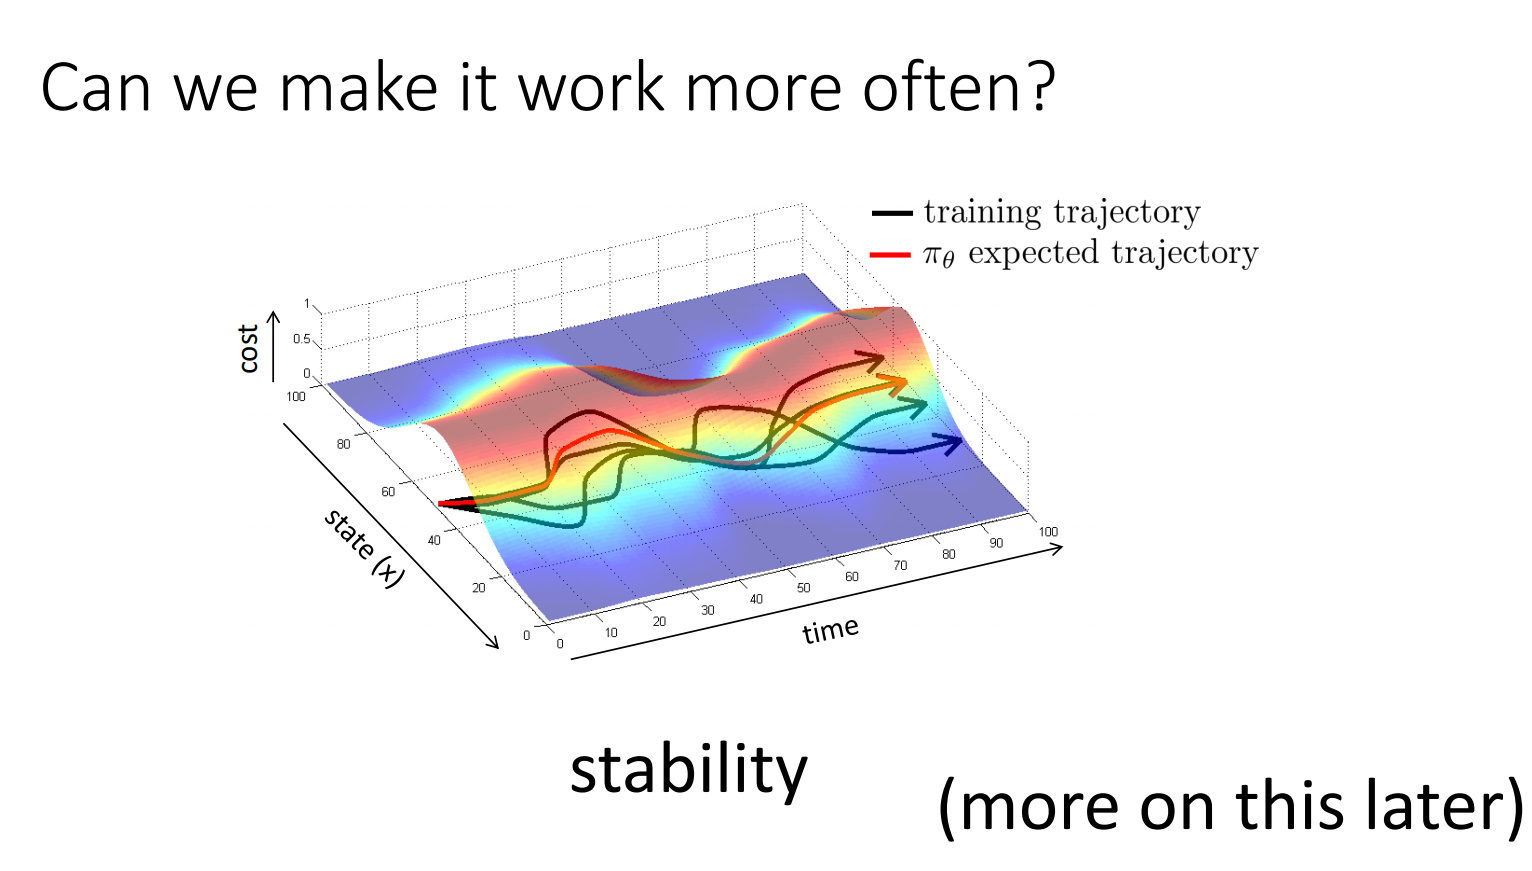 Can we make it work more often?
training trajectory
π_θ expected trajectory
cost
1
0.5
0
100
80
60
40
20
0
state (x)
0
10
20
30
40
50
60
70
80
90
100
time
stability
(more on this later)